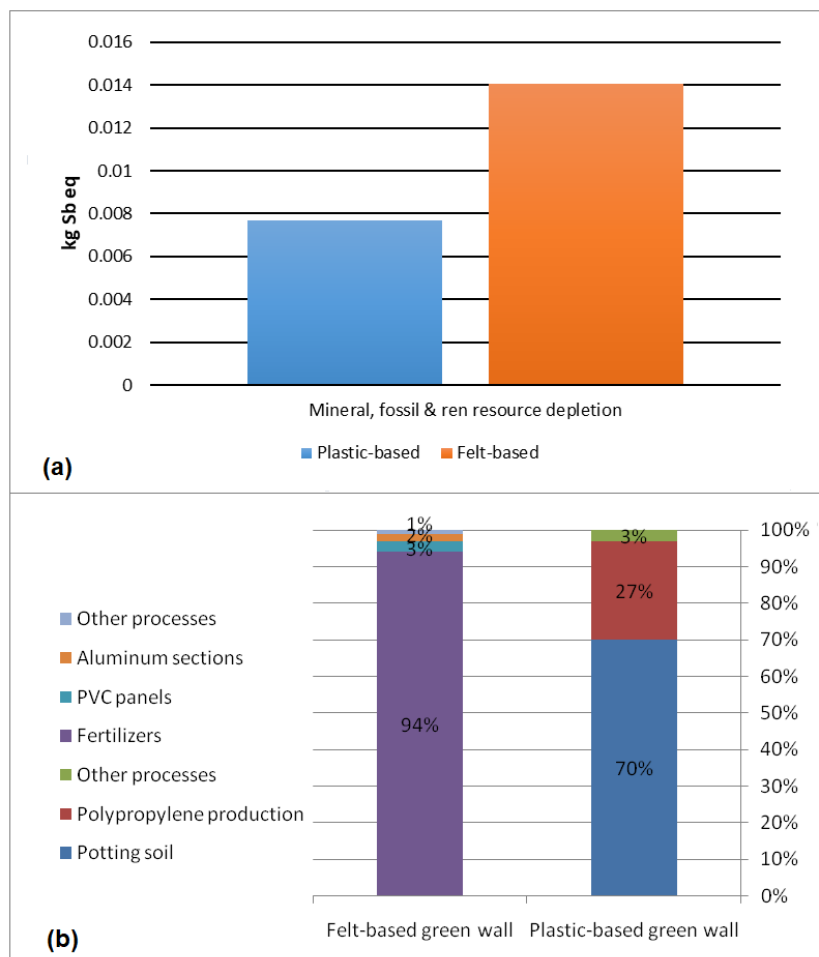 0.016
0.014
0.012
0.01
0.008
0.006
0.004
0.002
0
kg Sb eq
Mineral, fossil & ren resource depletion
Plastic-based
Felt-based
(a)
1%
2%
3%
94%
3%
27%
70%
100%
90%
80%
70%
60%
50%
40%
30%
20%
10%
0%
Other processes
Aluminum sections
PVC panels
Fertilizers
Other processes
Polypropylene production
Potting soil
Felt-based green wall
Plastic-based green wall
(b)